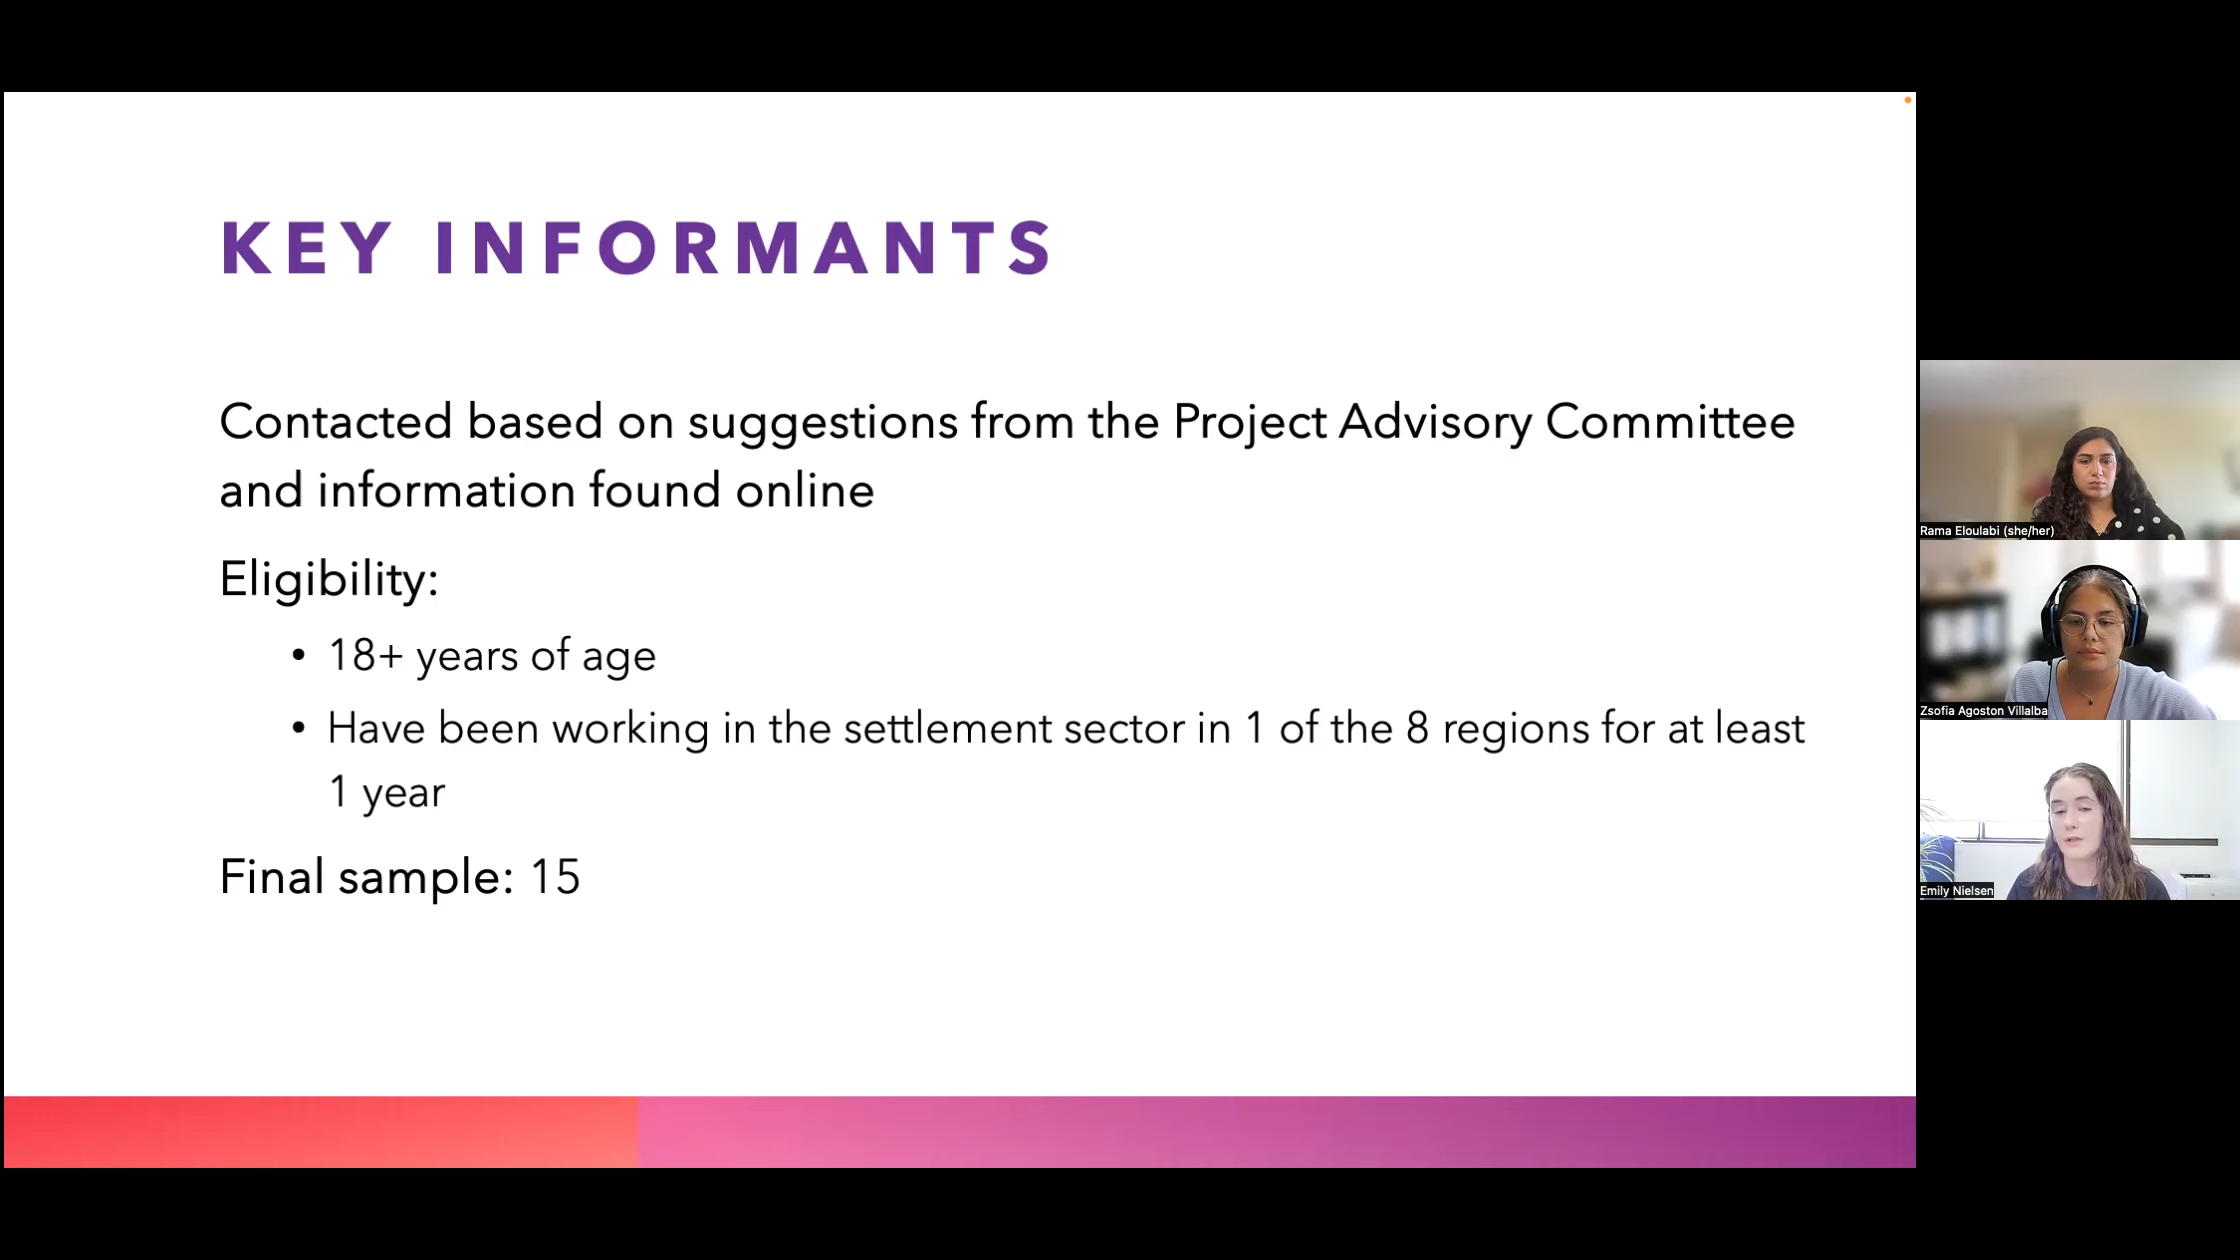 KEY INFORMANTS
Contacted based on suggestions from the Project Advisory Committee
and information found online
Eligibility:
• 18+ years of age
• Have been working in the settlement sector in 1 of the 8 regions for at least
1 year
Final sample: 15
Rama Eloulabi (she/her)
Zsofia Agoston Villalba
Emily Nielsen